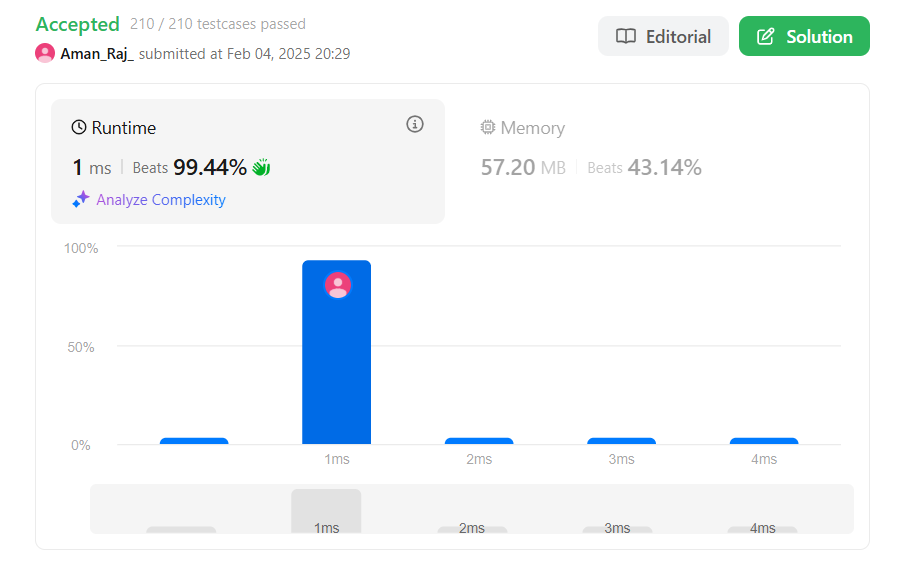 Accepted 210 / 210 testcases passed
Editorial
Solution
Aman_Raj_ submitted at Feb 04, 2025 20:29
Runtime
1 ms | Beats 99.44%
Analyze Complexity
Memory
57.20 MB | Beats 43.14%
100%
50%
0%
1ms 2ms 3ms 4ms
1ms 2ms 3ms 4ms